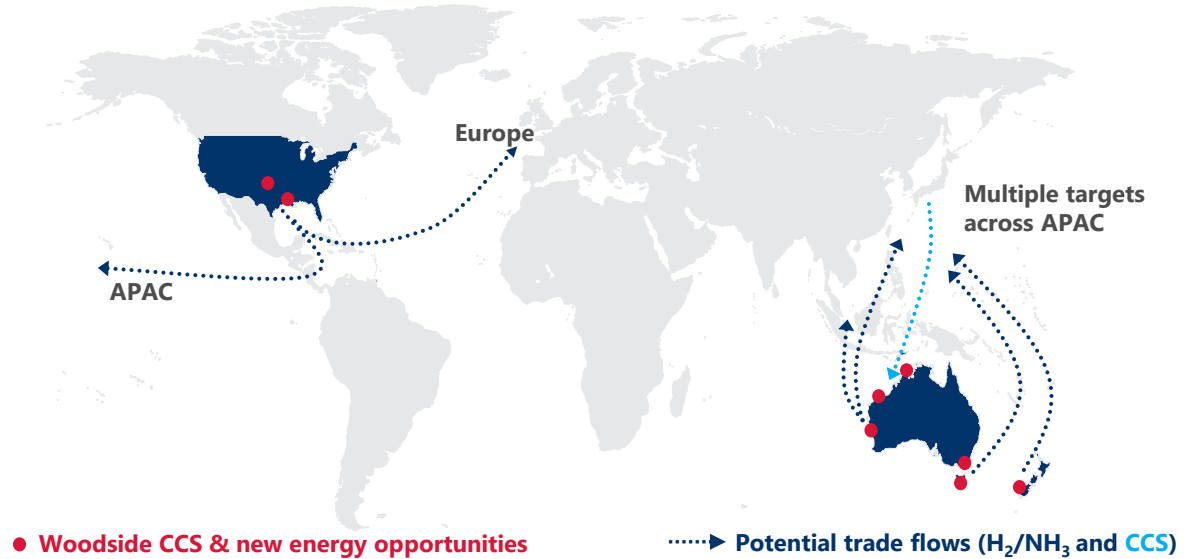 Europe
Multiple targets
across APAC
APAC
Woodside CCS & new energy opportunities
Potential trade flows (H₂/NH₃ and CCS)